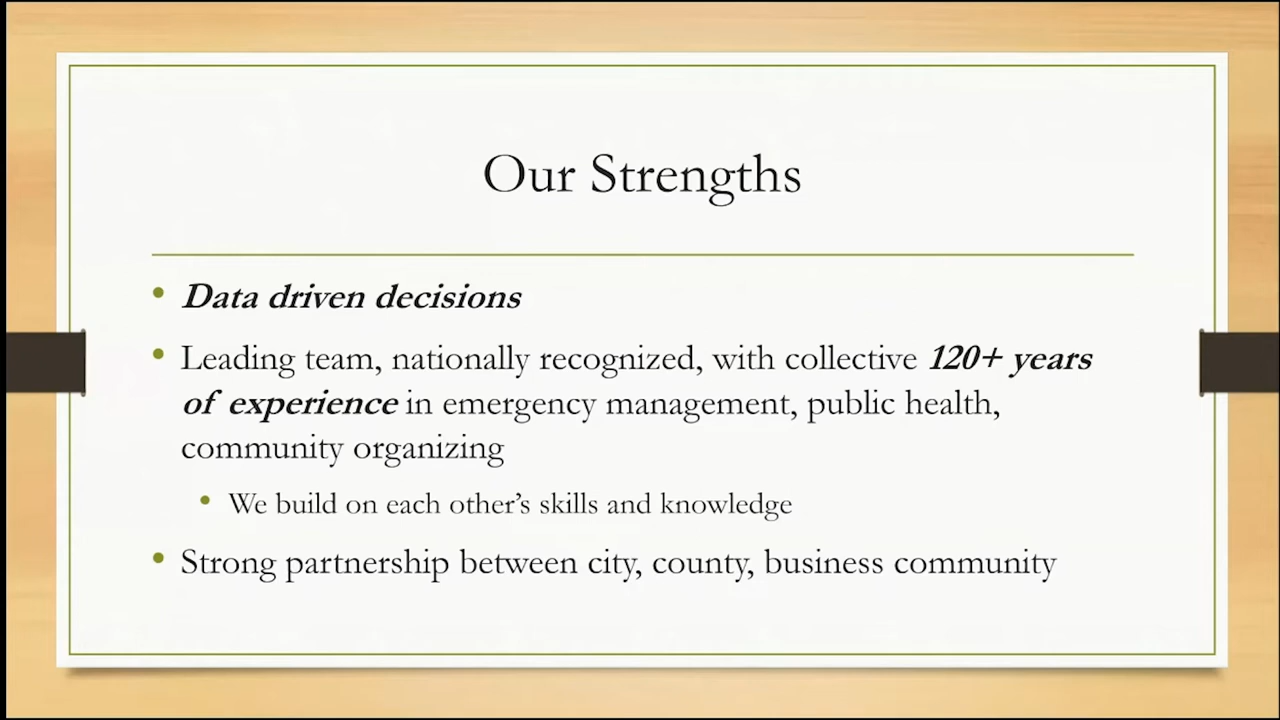 Our Strengths
• Data driven decisions
• Leading team, nationally recognized, with collective 120+ years
of experience in emergency management, public health,
community organizing
• We build on each other’s skills and knowledge
• Strong partnership between city, county, business community